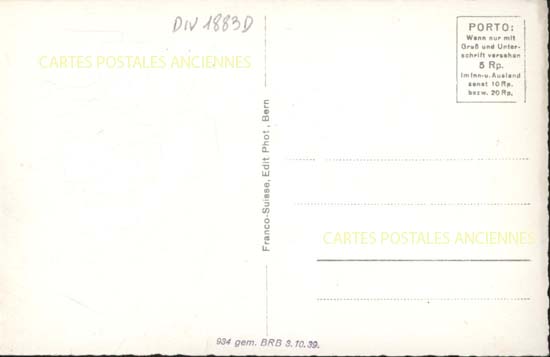 DIV 1883D
CARTES POSTALES ANCIENNES
PORTO:
Wenn nur mit
Gruß und Unter-
schrift versehen
5 Rp.
Im Inn- u. Ausland
sonst 10 Rp.
bezw. 20 Rp.
Franco-Suisse, Edit Phot, Bern
CARTES POSTALES ANCIENNES
934 gem. BRB 3.10.39.